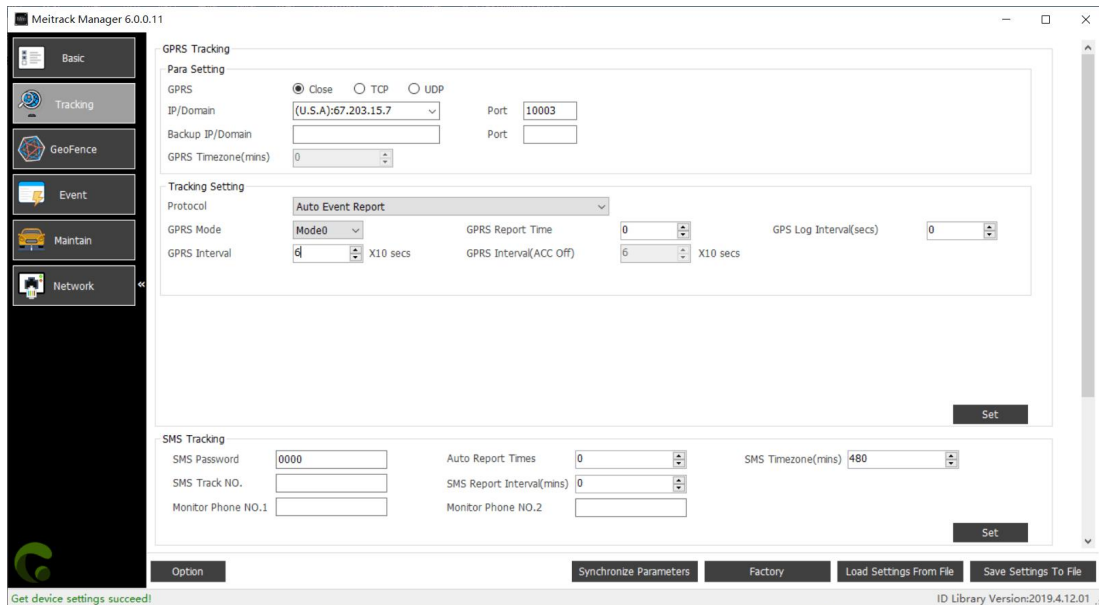 Meitrack Manager 6.0.0.11
Basic
Tracking
GeoFence
Event
Maintain
Network «
GPRS Tracking
Para Setting
GPRS Close TCP UDP
IP/Domain (U.S.A):67.203.15.7 Port 10003
Backup IP/Domain Port
GPRS Timezone(mins) 0
Tracking Setting
Protocol Auto Event Report
GPRS Mode Mode0 GPRS Report Time 0 GPS Log Interval(secs) 0
GPRS Interval 6 X10 secs GPRS Interval(ACC Off) 6 X10 secs
Set
SMS Tracking
SMS Password 0000 Auto Report Times 0 SMS Timezone(mins) 480
SMS Track NO. SMS Report Interval(mins) 0
Monitor Phone NO.1 Monitor Phone NO.2
Set
Option Synchronize Parameters Factory Load Settings From File Save Settings To File
Get device settings succeed! ID Library Version:2019.4.12.01